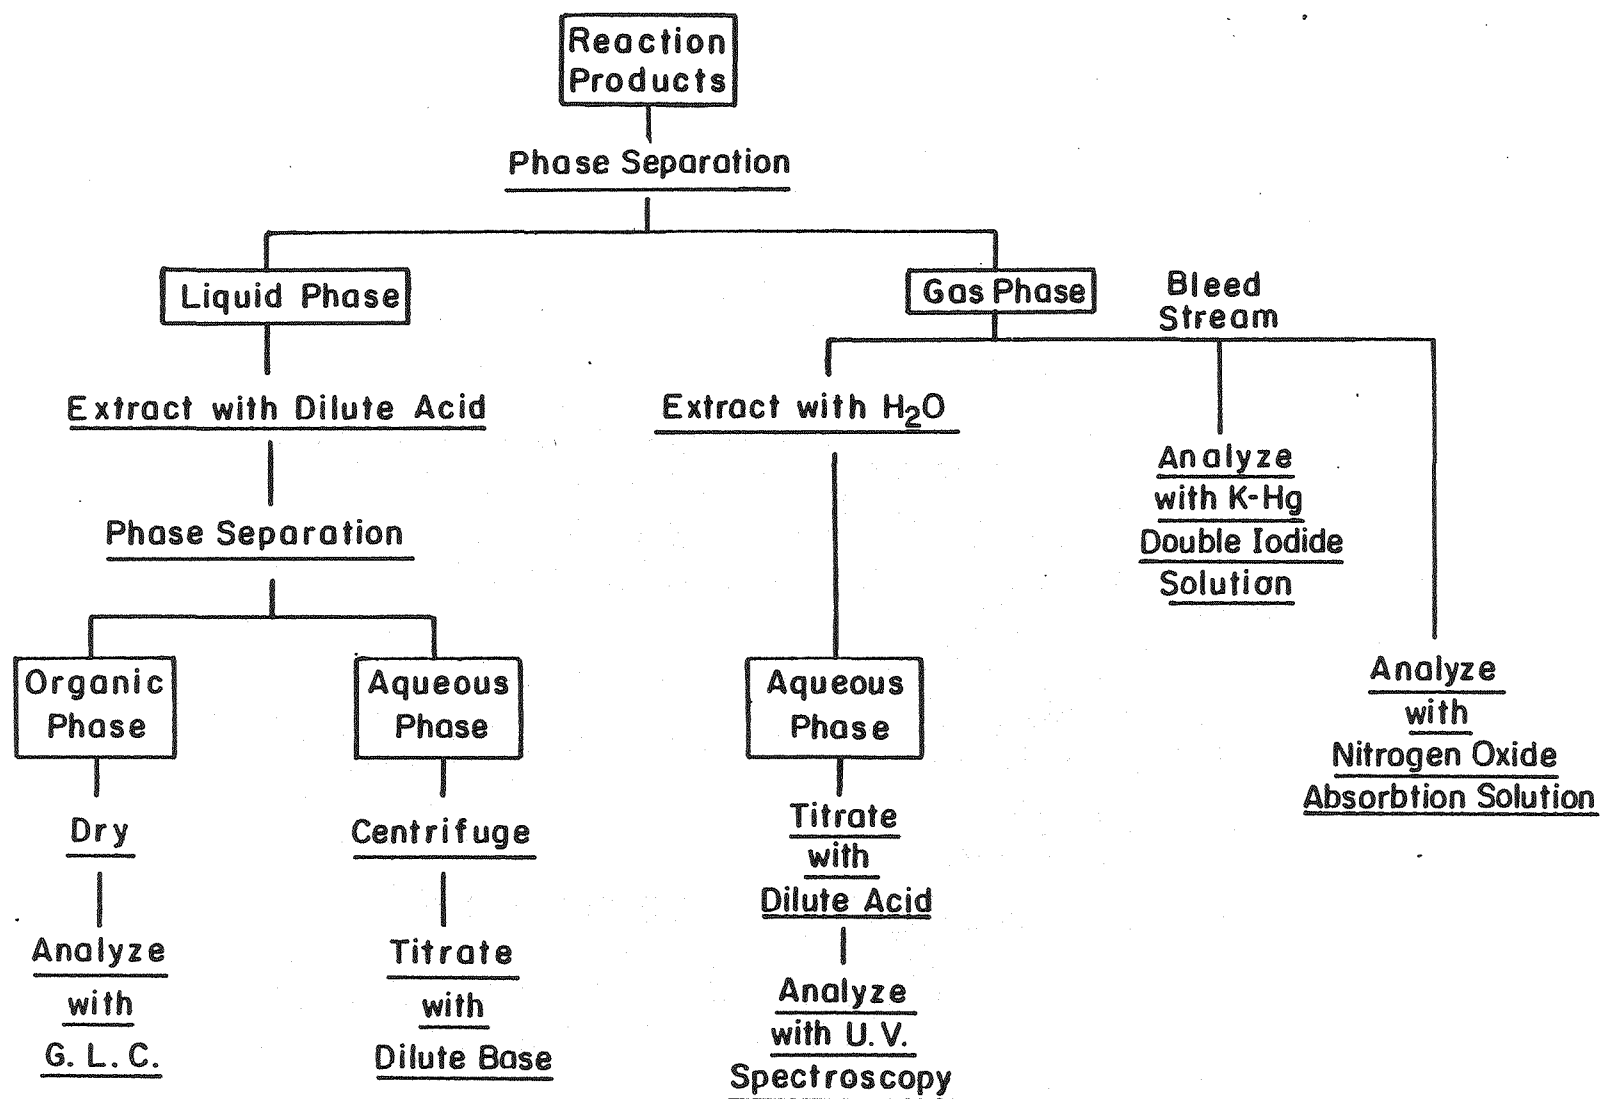 Reaction
Products
Phase Separation
Liquid Phase
Gas Phase
Bleed
Stream
Extract with Dilute Acid
Extract with H₂O
Analyze
with K-Hg
Double Iodide
Solution
Phase Separation
Organic
Phase
Aqueous
Phase
Aqueous
Phase
Analyze
with
Nitrogen Oxide
Absorbtion Solution
Dry
Centrifuge
Titrate
with
Dilute Acid
Analyze
with
G. L. C.
Titrate
with
Dilute Base
Analyze
with U.V.
Spectroscopy